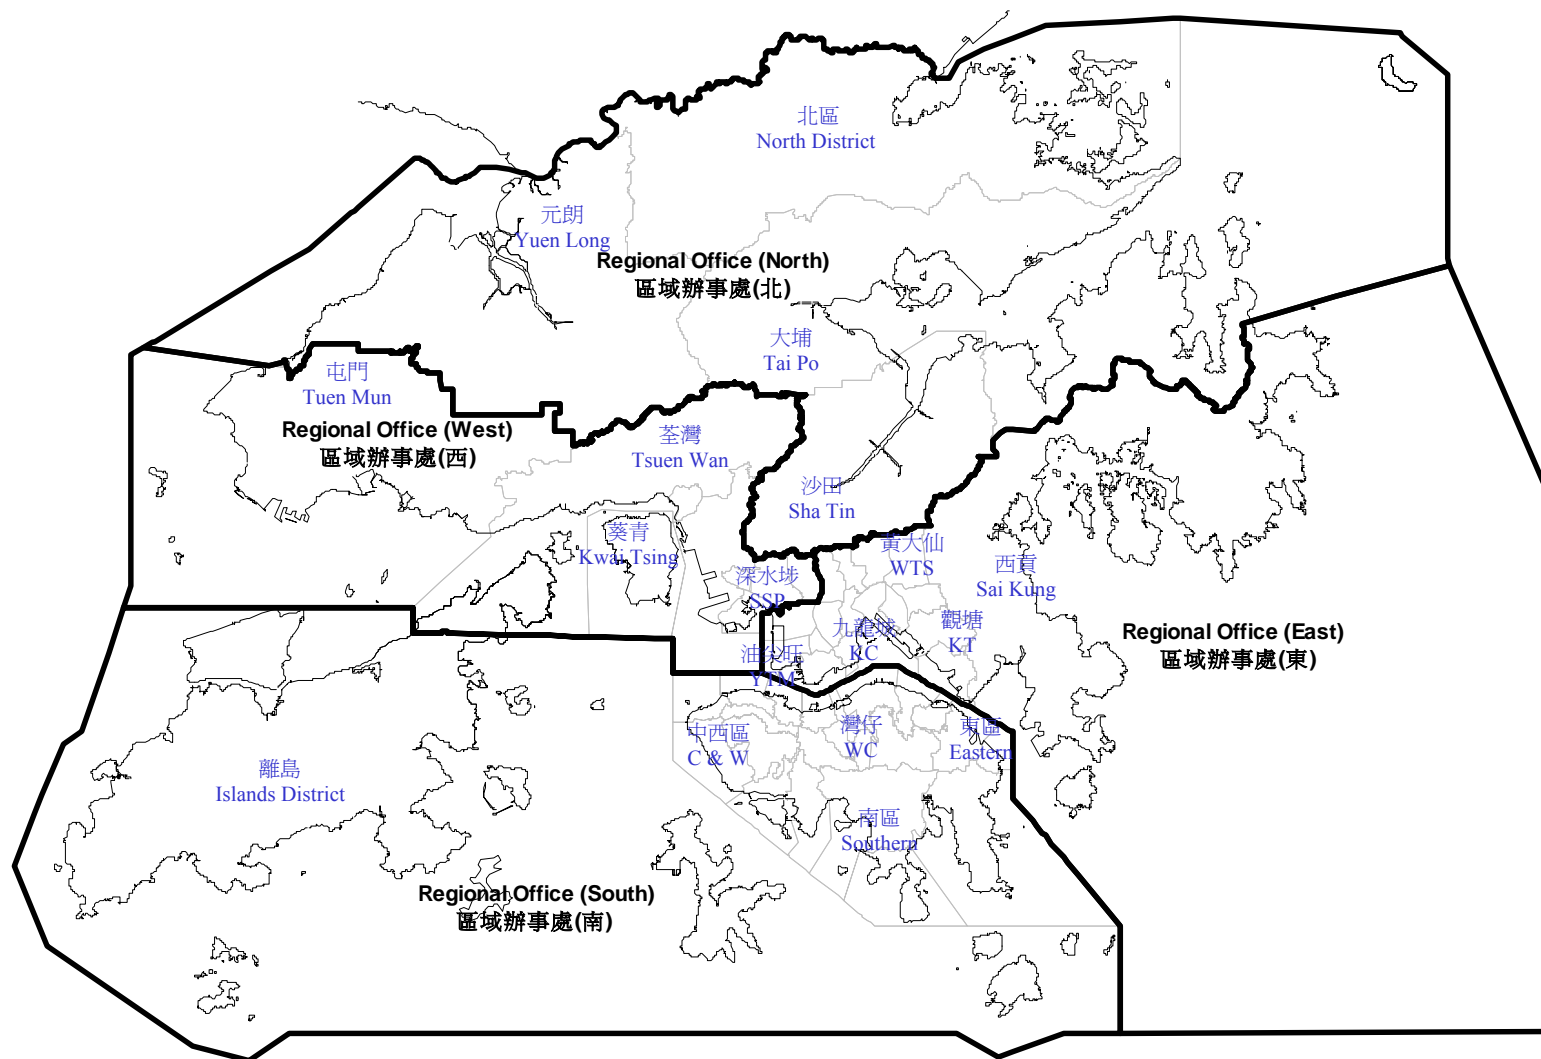 北區
North District
元朗
Yuen Long
Regional Office (North)
區域辦事處(北)
大埔
Tai Po
屯門
Tuen Mun
Regional Office (West)
區域辦事處(西)
荃灣
Tsuen Wan
沙田
Sha Tin
葵青
Kwai Tsing
黃大仙
WTS
西貢
Sai Kung
深水埗
SSP
九龍城
KC
觀塘
KT
Regional Office (East)
區域辦事處(東)
油尖旺
YTM
中西區
C & W
灣仔
WC
東區
Eastern
離島
Islands District
南區
Southern
Regional Office (South)
區域辦事處(南)